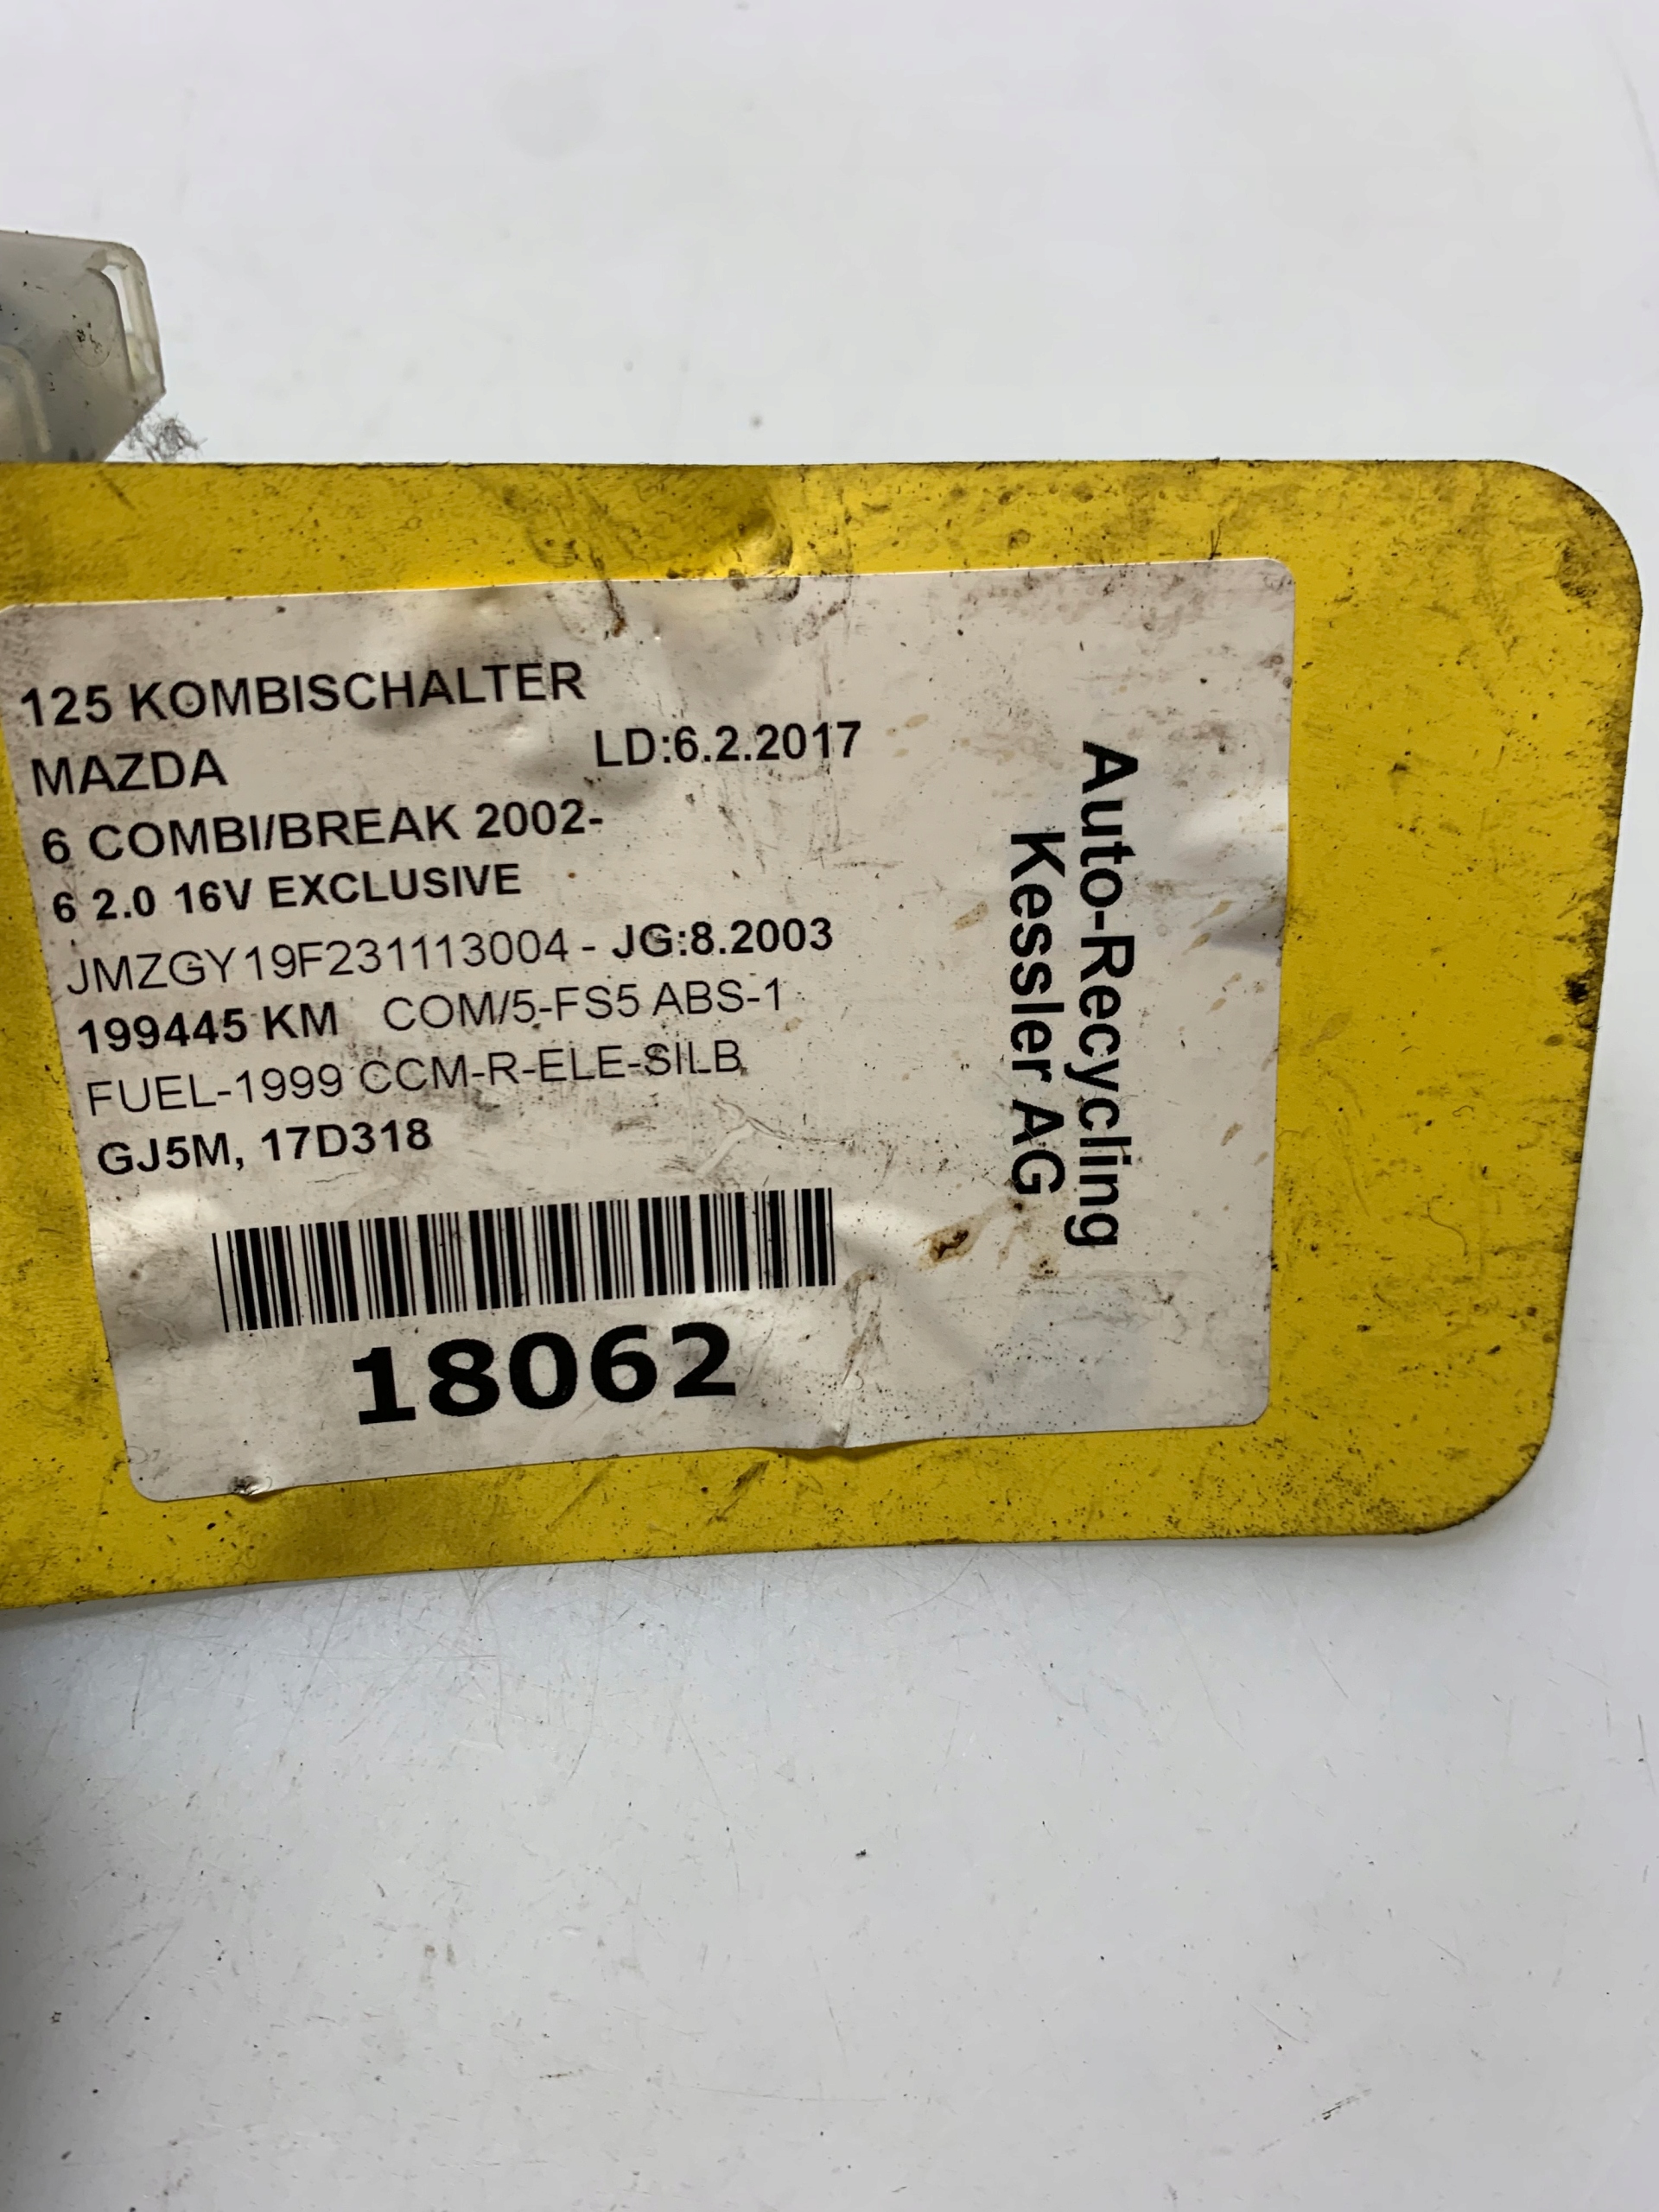 125 KOMBISCHALTER
MAZDA LD:6.2.2017
6 COMBI/BREAK 2002-
6 2.0 16V EXCLUSIVE
JMZGY19F231113004 - JG:8.2003
199445 KM COM/5-FS5 ABS-1
FUEL-1999 CCM-R-ELE-SILB
GJ5M, 17D318
18062
Auto-Recycling
Kessler AG